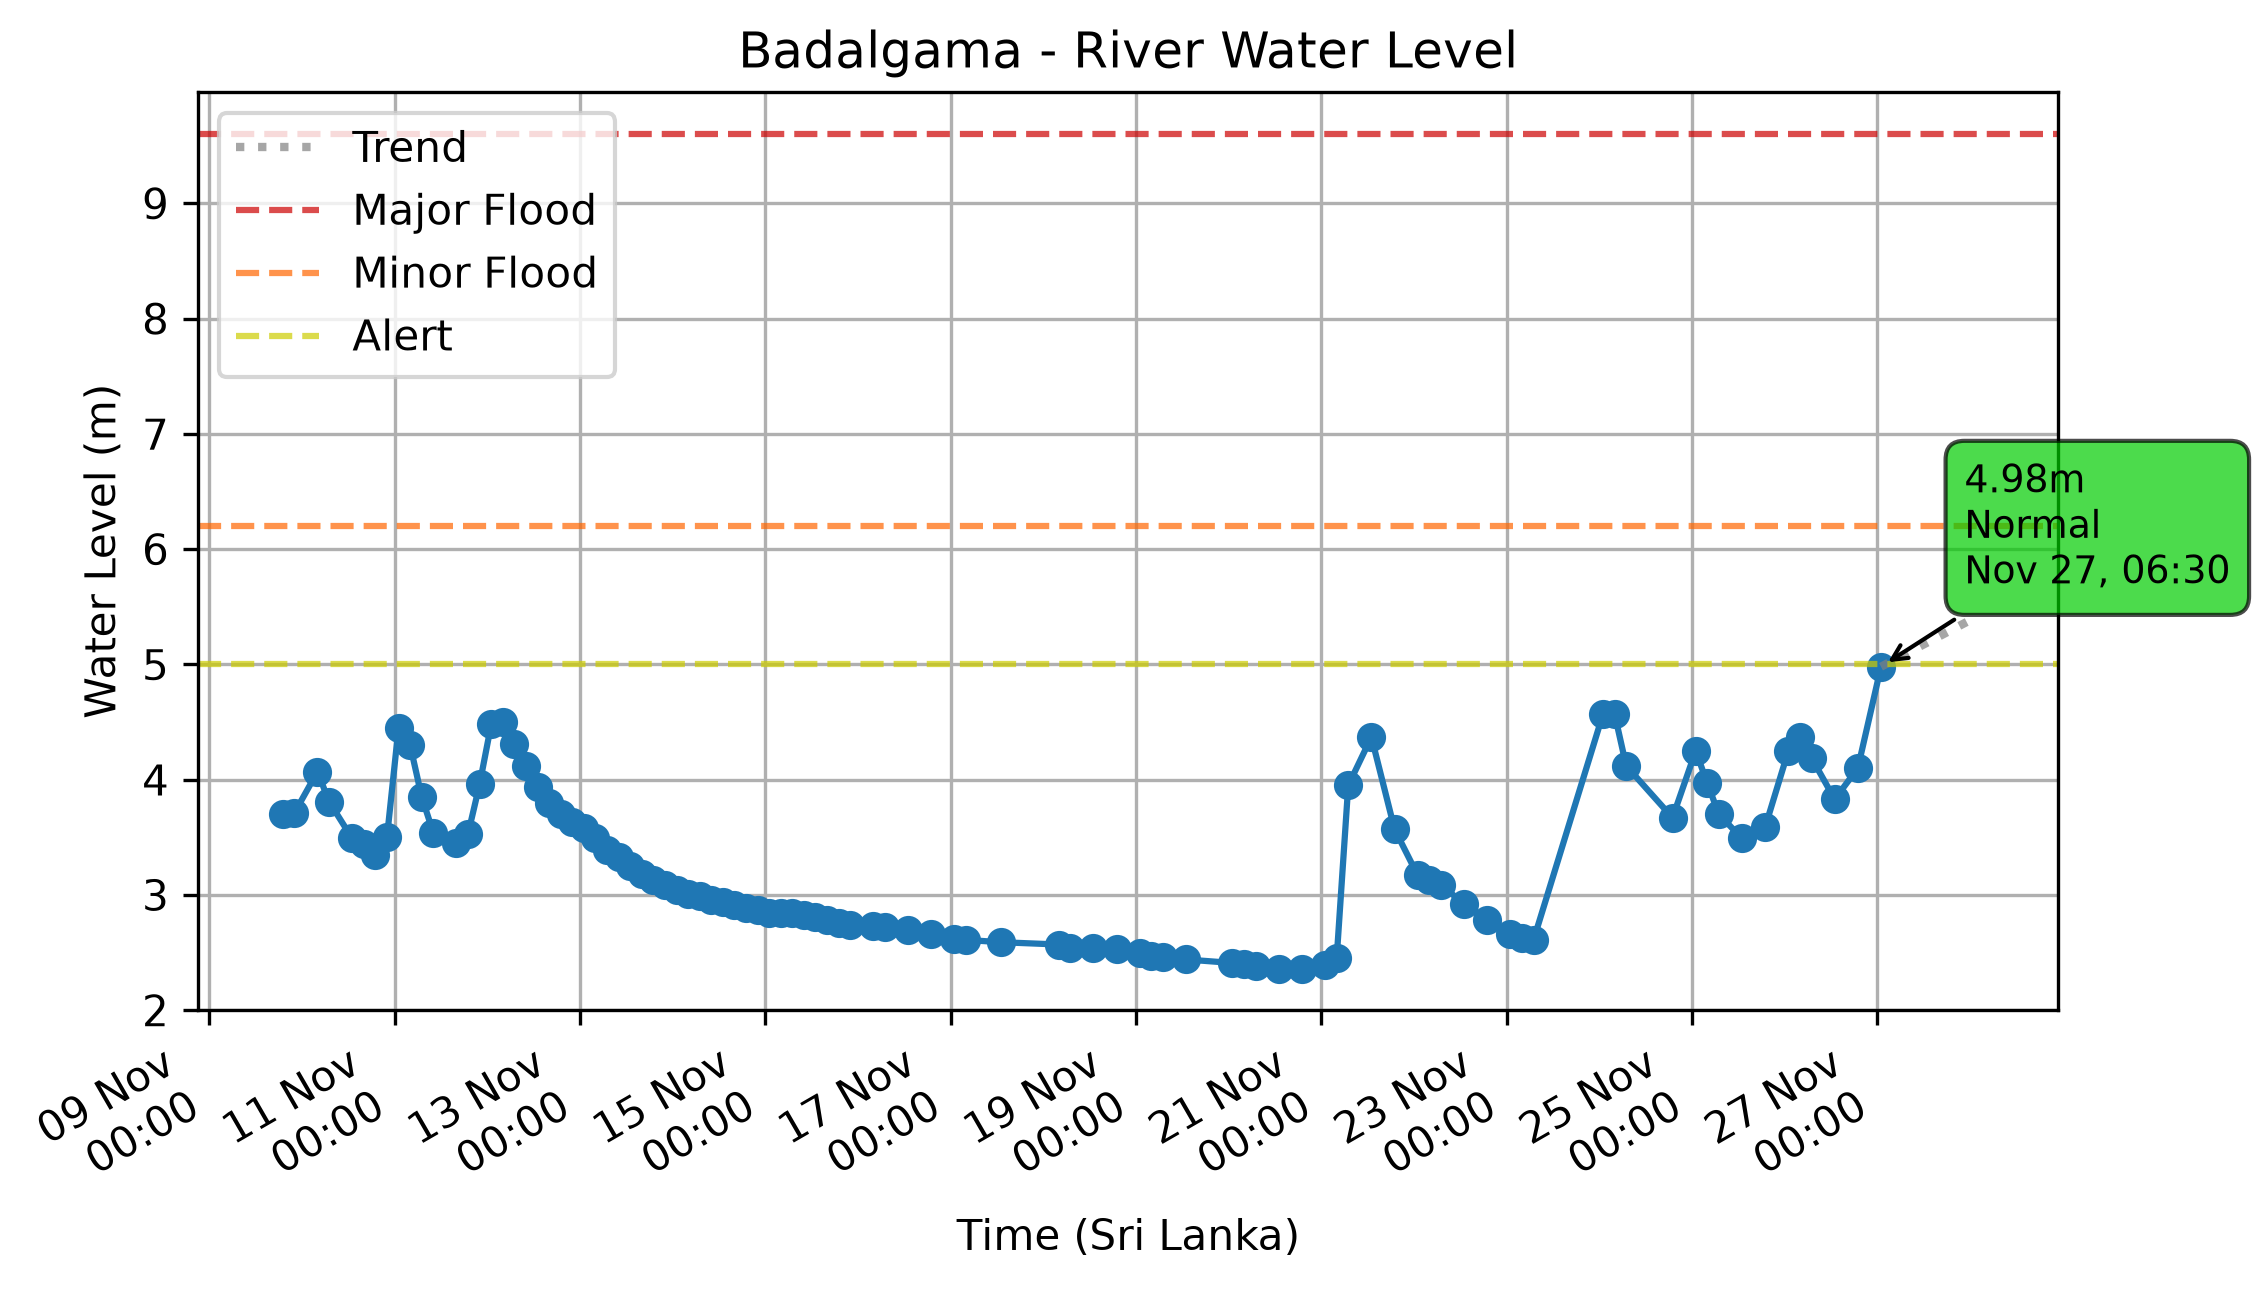 Badalgama - River Water Level
Trend
Major Flood
Minor Flood
Alert
9
8
7
6
5
4
3
2
Water Level (m)
4.98m
Normal
Nov 27, 06:30
09 Nov
00:00
11 Nov
00:00
13 Nov
00:00
15 Nov
00:00
17 Nov
00:00
19 Nov
00:00
21 Nov
00:00
23 Nov
00:00
25 Nov
00:00
27 Nov
00:00
Time (Sri Lanka)